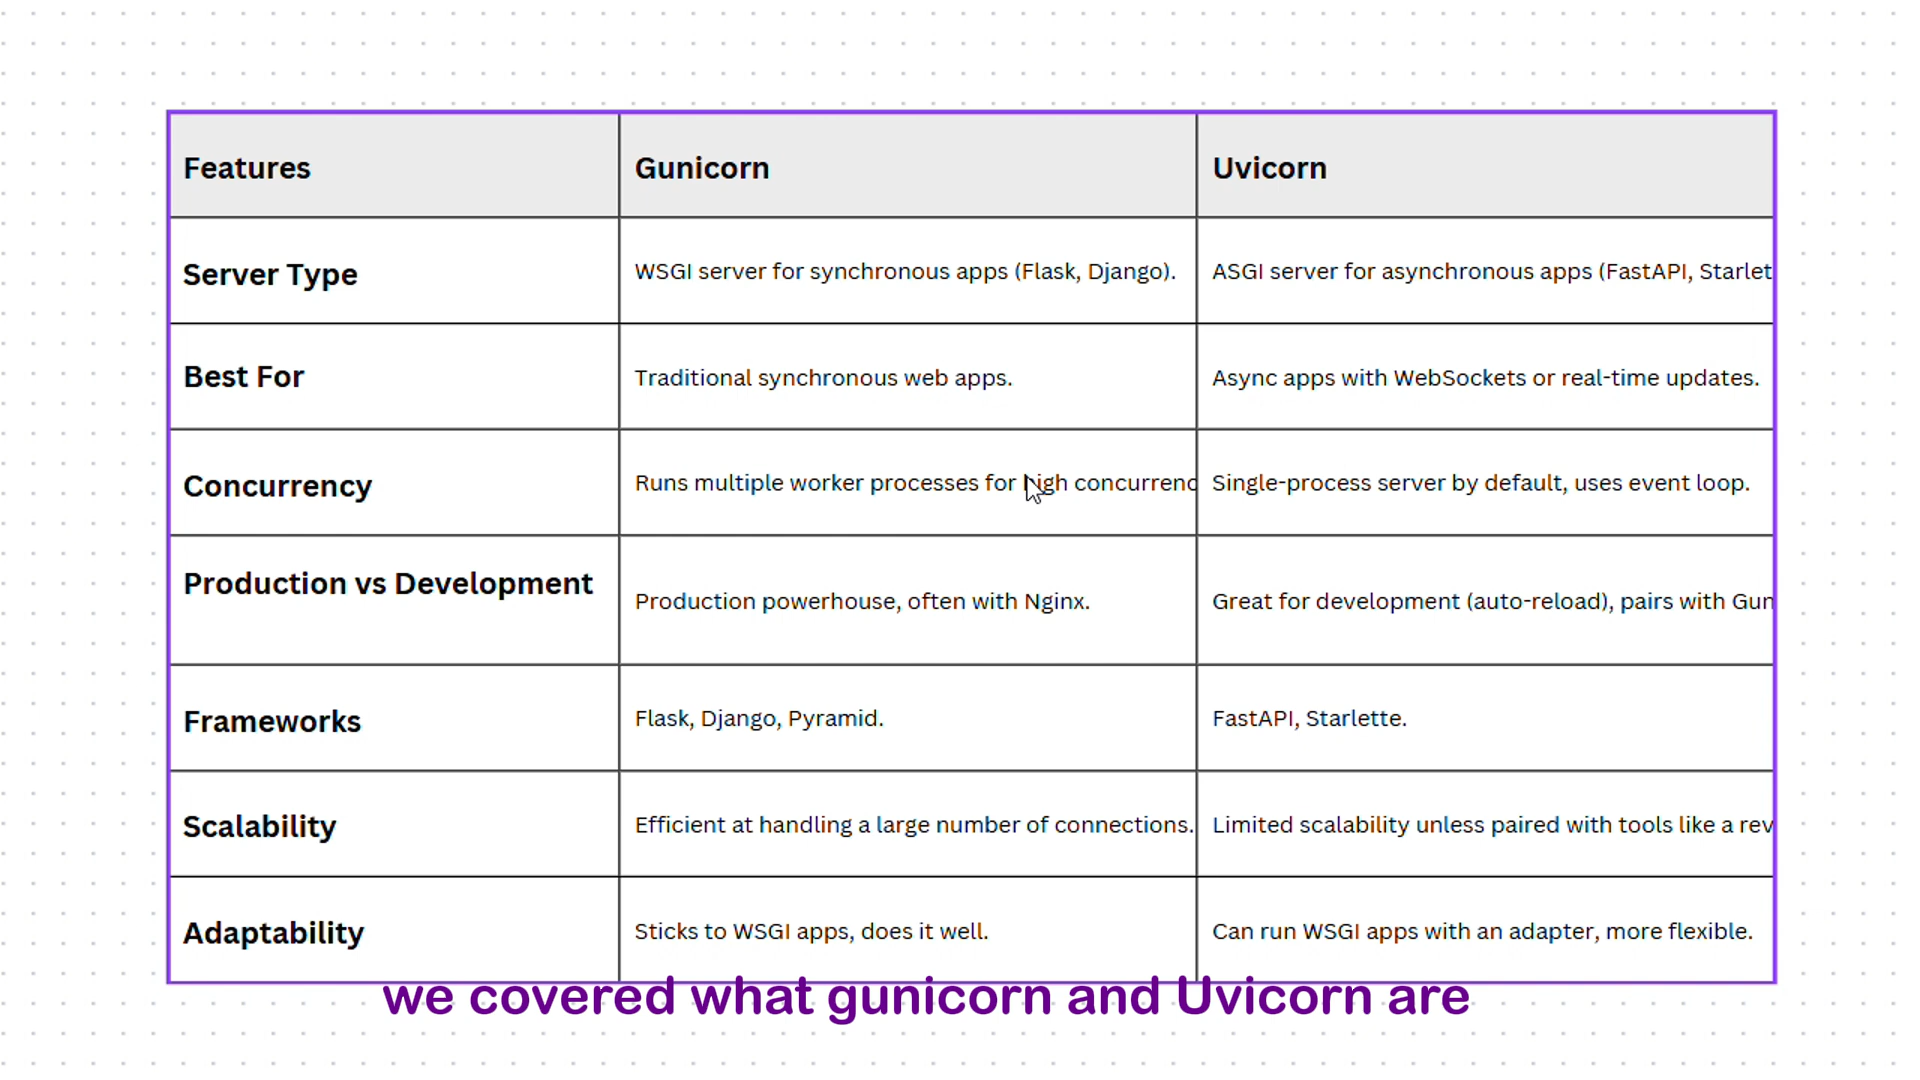 Features Gunicorn Uvicorn
Server Type WSGI server for synchronous apps (Flask, Django). ASGI server for asynchronous apps (FastAPI, Starlet
Best For Traditional synchronous web apps. Async apps with WebSockets or real-time updates.
Concurrency Runs multiple worker processes for high concurrenc Single-process server by default, uses event loop.
Production vs Development Production powerhouse, often with Nginx. Great for development (auto-reload), pairs with Gun
Frameworks Flask, Django, Pyramid. FastAPI, Starlette.
Scalability Efficient at handling a large number of connections. Limited scalability unless paired with tools like a rev
Adaptability Sticks to WSGI apps, does it well. Can run WSGI apps with an adapter, more flexible.
we covered what gunicorn and Uvicorn are